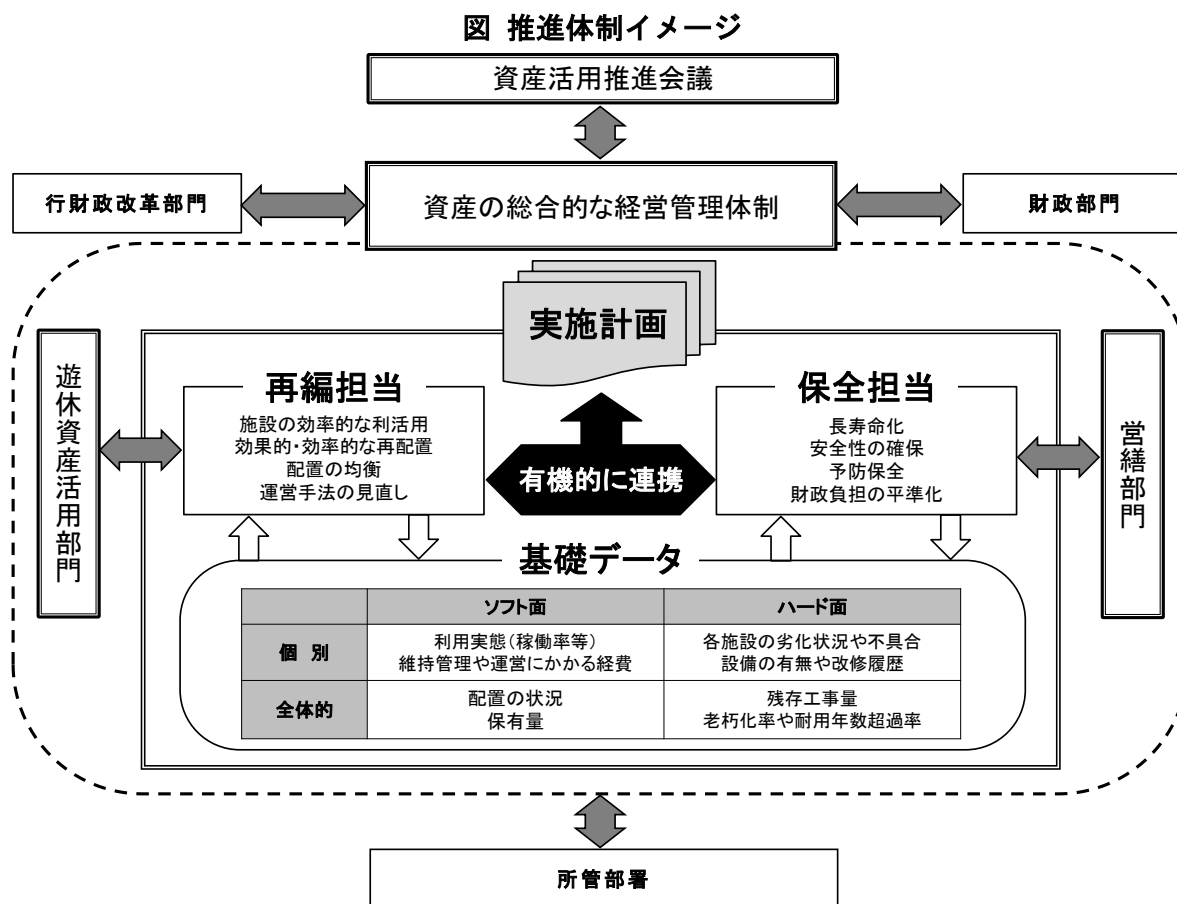 図 推進体制イメージ
資産活用推進会議
行財政改革部門
資産の総合的な経営管理体制
財政部門
実施計画
遊休資産活用部門
再編担当
施設の効率的な利活用
効果的・効率的な再配置
配置の均衡
運営手法の見直し
有機的に連携
保全担当
長寿命化
安全性の確保
予防保全
財政負担の平準化
営繕部門
基礎データ
ソフト面
ハード面
個 別
利用実態（稼働率等）
維持管理や運営にかかる経費
各施設の劣化状況や不具合
設備の有無や改修履歴
全体的
配置の状況
保有量
残存工事量
老朽化率や耐用年数超過率
所管部署